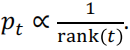 p_t ∝ 1/rank(t).